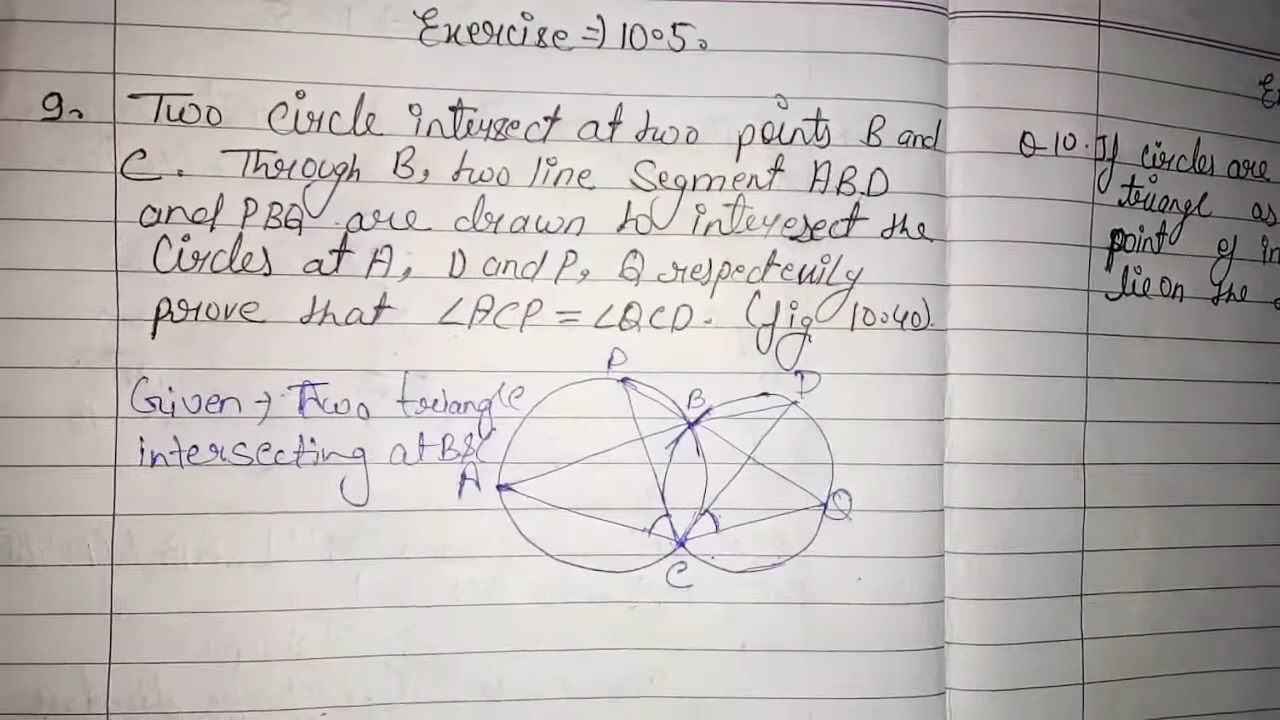 Exercise ⇒ 10.5.
9. Two circle intersect at two points B and
C. Through B, two line Segment ABD
and PBQ are drawn to intersect the
Circles at A, D and P, Q respecteuily
prove that ∠ACP = ∠QCD. (fig 10.40).
Given → Two triangle
intersecting at B&C
P
B
D
A
Q
C
Q10. If circles are
triangle as
point of in
lie on the